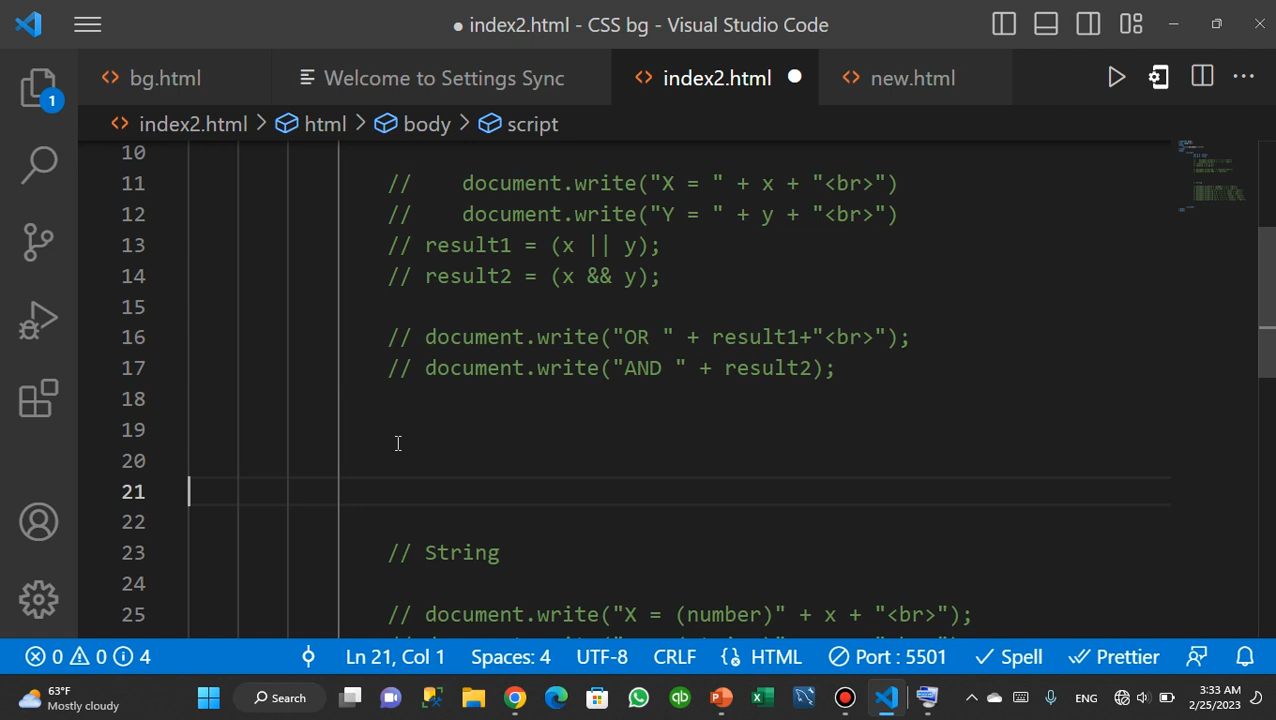 index2.html - CSS bg - Visual Studio Code
bg.html Welcome to Settings Sync index2.html new.html
1
index2.html > html > body > script
10
11 // document.write("X = " + x + "<br>")
12 // document.write("Y = " + y + "<br>")
13 // result1 = (x || y);
14 // result2 = (x && y);
15
16 // document.write("OR " + result1+"<br>");
17 // document.write("AND " + result2);
18
19
20
21
22
23 // String
24
25 // document.write("X = (number)" + x + "<br>");
0 0 4 Ln 21, Col 1 Spaces: 4 UTF-8 CRLF {} HTML Port : 5501 Spell Prettier
63°F
Mostly cloudy
Search
qb
ENG
3:33 AM
2/25/2023